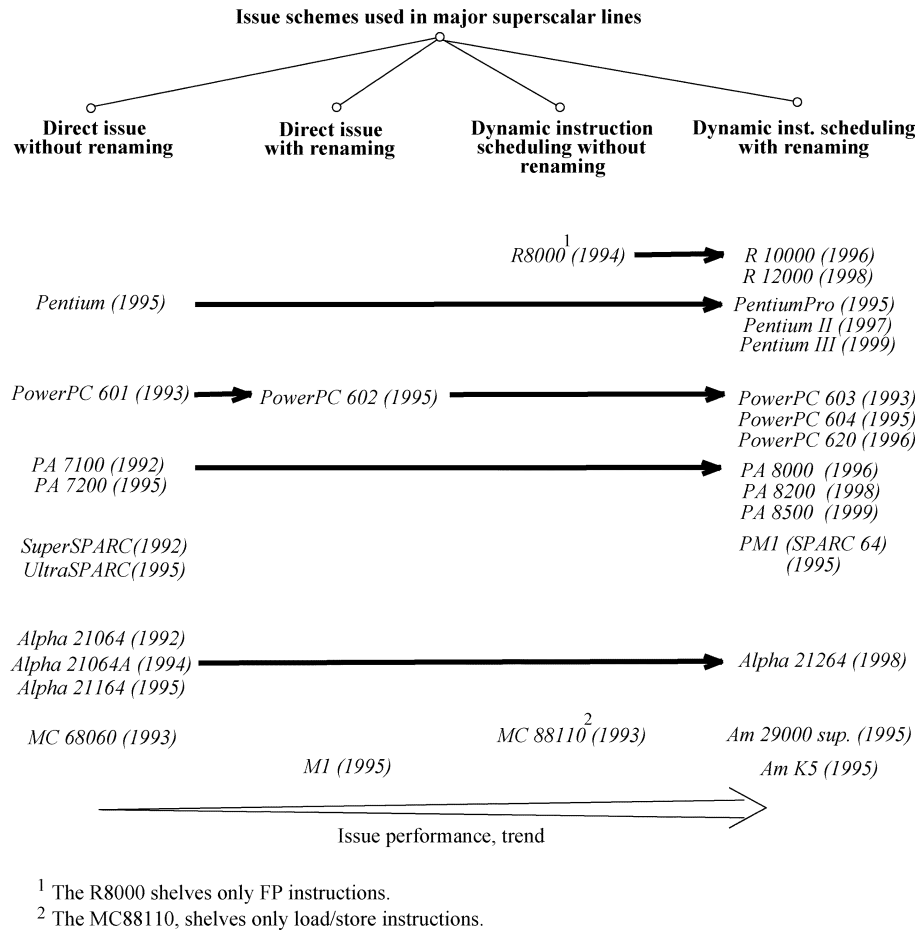 Issue schemes used in major superscalar lines
Direct issue
without renaming
Direct issue
with renaming
Dynamic instruction
scheduling without
renaming
Dynamic inst. scheduling
with renaming
R8000 1 (1994)
R 10000 (1996)
R 12000 (1998)
Pentium (1995)
PentiumPro (1995)
Pentium II (1997)
Pentium III (1999)
PowerPC 601 (1993)
PowerPC 602 (1995)
PowerPC 603 (1993)
PowerPC 604 (1995)
PowerPC 620 (1996)
PA 7100 (1992)
PA 7200 (1995)
PA 8000 (1996)
PA 8200 (1998)
PA 8500 (1999)
SuperSPARC(1992)
UltraSPARC(1995)
PM1 (SPARC 64)
(1995)
Alpha 21064 (1992)
Alpha 21064A (1994)
Alpha 21164 (1995)
Alpha 21264 (1998)
MC 68060 (1993)
MC 88110 2 (1993)
Am 29000 sup. (1995)
M1 (1995)
Am K5 (1995)
Issue performance, trend
1 The R8000 shelves only FP instructions.
2 The MC88110, shelves only load/store instructions.